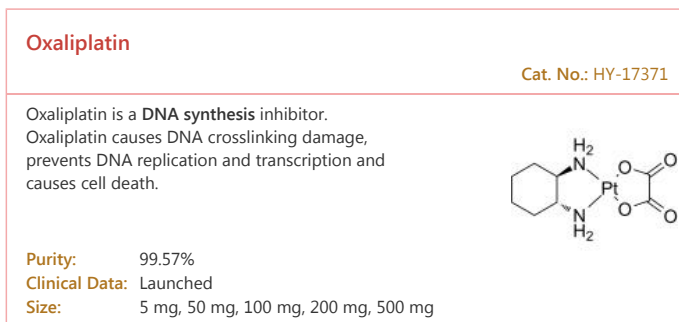 Oxaliplatin
Cat. No.: HY-17371
Oxaliplatin is a DNA synthesis inhibitor.
Oxaliplatin causes DNA crosslinking damage,
prevents DNA replication and transcription and
causes cell death.
H2
N
O
O
Pt
N
H2
O
O
Purity: 99.57%
Clinical Data: Launched
Size: 5 mg, 50 mg, 100 mg, 200 mg, 500 mg